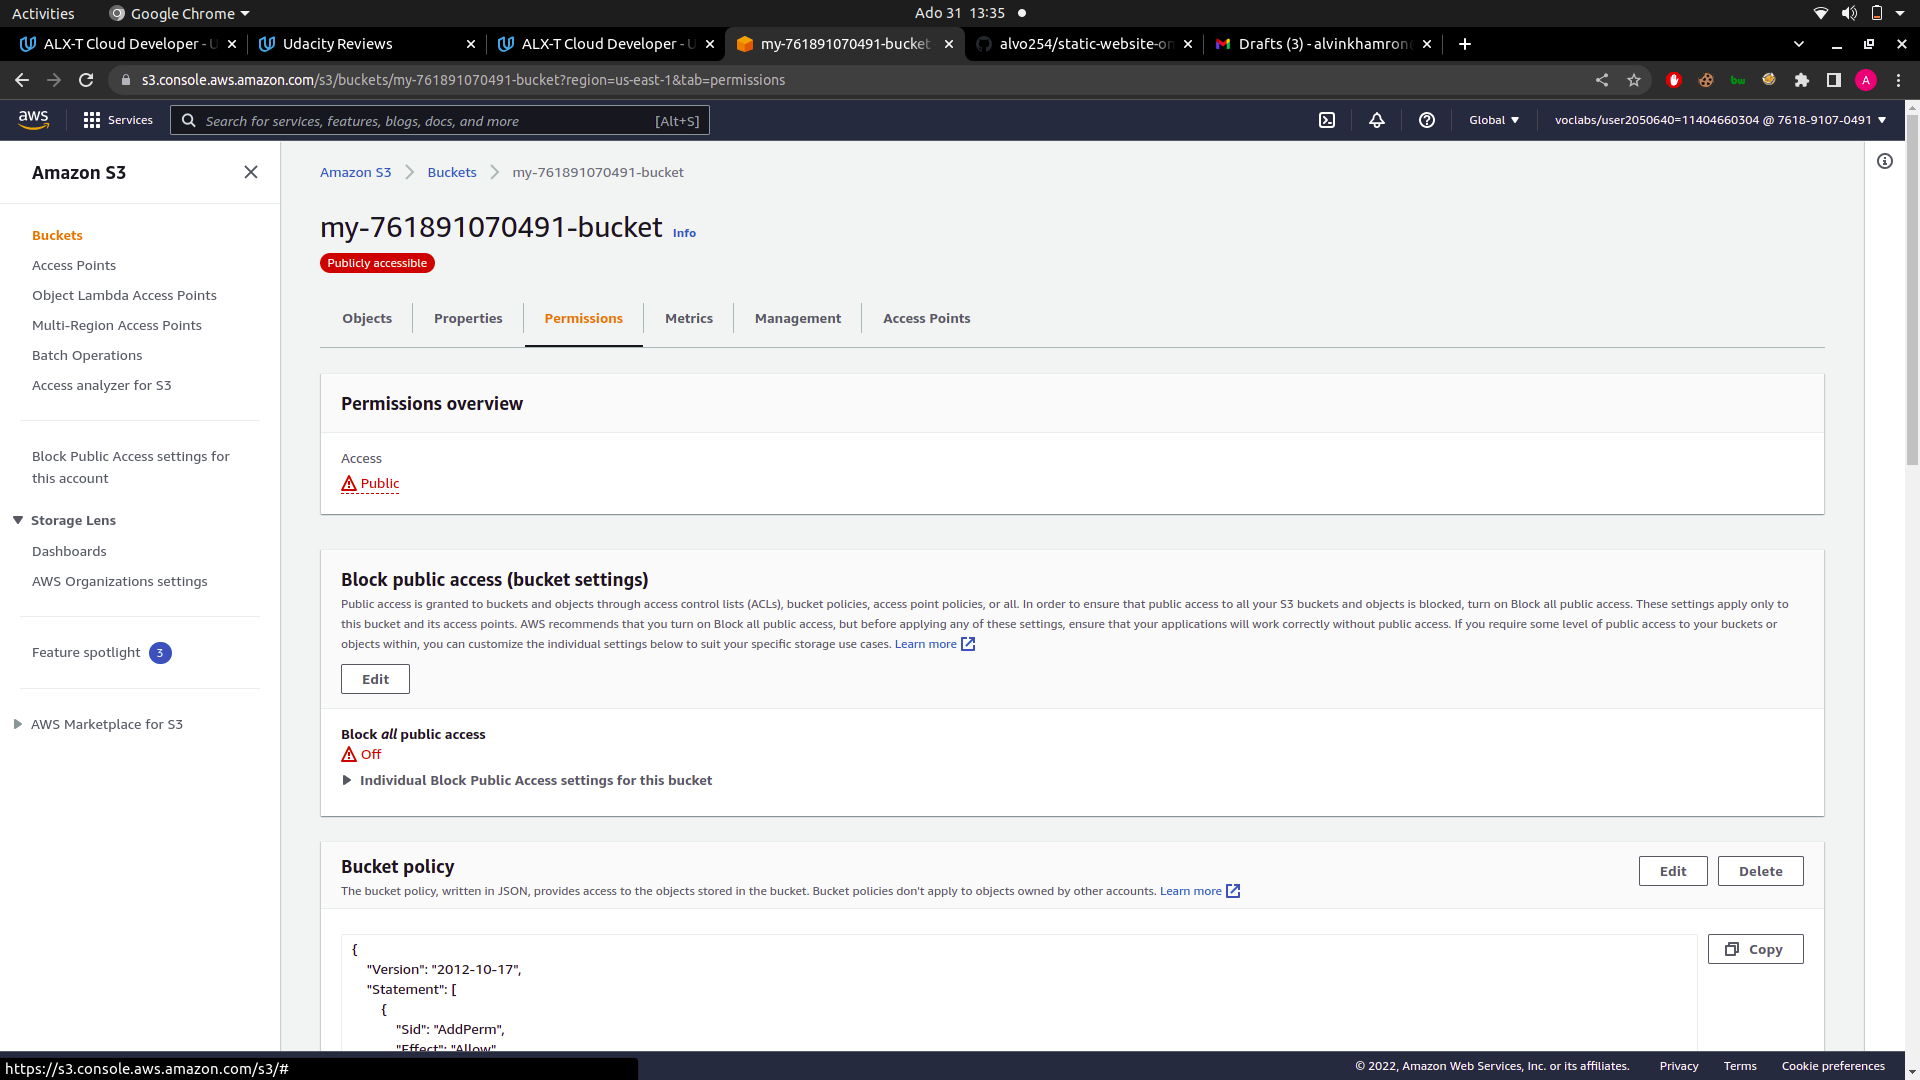 Activities
Google Chrome
Ado 31 13:35
ALX-T Cloud Developer - U
Udacity Reviews
ALX-T Cloud Developer - U
my-761891070491-bucket
alvo254/static-website-on
Drafts (3) - alvinkhamron
s3.console.aws.amazon.com/s3/buckets/my-761891070491-bucket?region=us-east-1&tab=permissions
bw
A
aws
Services
Search for services, features, blogs, docs, and more
[Alt+S]
Global
voclabs/user2050640=11404660304 @ 7618-9107-0491
Amazon S3
Buckets
Access Points
Object Lambda Access Points
Multi-Region Access Points
Batch Operations
Access analyzer for S3
Block Public Access settings for
this account
Storage Lens
Dashboards
AWS Organizations settings
Feature spotlight 3
AWS Marketplace for S3
Amazon S3
Buckets
my-761891070491-bucket
my-761891070491-bucket Info
Publicly accessible
Objects
Properties
Permissions
Metrics
Management
Access Points
Permissions overview
Access
Public
Block public access (bucket settings)
Public access is granted to buckets and objects through access control lists (ACLs), bucket policies, access point policies, or all. In order to ensure that public access to all your S3 buckets and objects is blocked, turn on Block all public access. These settings apply only to
this bucket and its access points. AWS recommends that you turn on Block all public access, but before applying any of these settings, ensure that your applications will work correctly without public access. If you require some level of public access to your buckets or
objects within, you can customize the individual settings below to suit your specific storage use cases. Learn more
Edit
Block all public access
Off
Individual Block Public Access settings for this bucket
Bucket policy
The bucket policy, written in JSON, provides access to the objects stored in the bucket. Bucket policies don't apply to objects owned by other accounts. Learn more
Edit
Delete
Copy
{
"Version": "2012-10-17",
"Statement": [
{
"Sid": "AddPerm",
"Effect": "Allow"
https://s3.console.aws.amazon.com/s3/#
© 2022, Amazon Web Services, Inc. or its affiliates.
Privacy
Terms
Cookie preferences